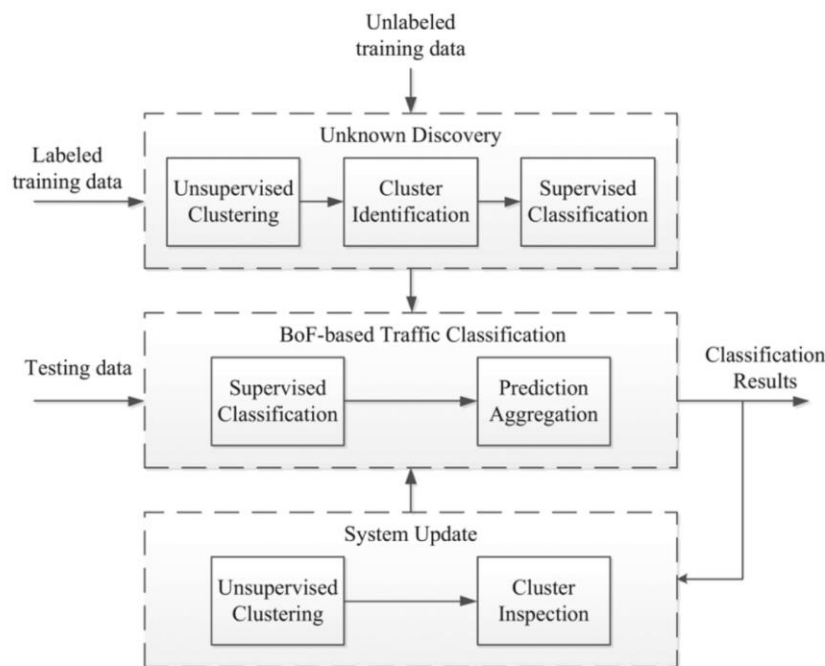 Unlabeled
training data
Unknown Discovery
Labeled
training data
Unsupervised
Clustering
Cluster
Identification
Supervised
Classification
BoF-based Traffic Classification
Testing data
Supervised
Classification
Prediction
Aggregation
Classification
Results
System Update
Unsupervised
Clustering
Cluster
Inspection